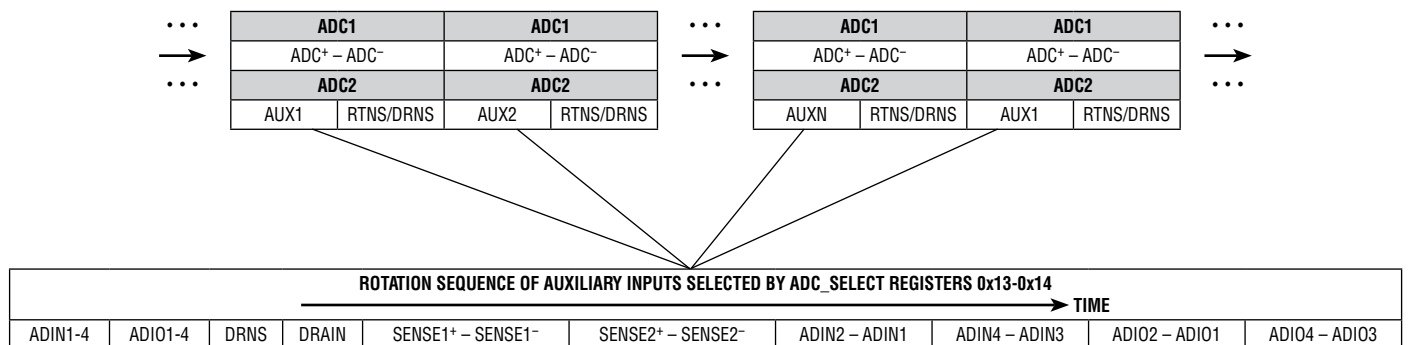 • • • ADC1 ADC1 • • • ADC1 ADC1 • • •
ADC+ – ADC– ADC+ – ADC– ADC+ – ADC– ADC+ – ADC–
• • • ADC2 ADC2 • • • ADC2 ADC2 • • •
AUX1 RTNS/DRNS AUX2 RTNS/DRNS AUXN RTNS/DRNS AUX1 RTNS/DRNS
ROTATION SEQUENCE OF AUXILIARY INPUTS SELECTED BY ADC_SELECT REGISTERS 0x13-0x14
TIME
ADIN1-4 ADIO1-4 DRNS DRAIN SENSE1+ – SENSE1– SENSE2+ – SENSE2– ADIN2 – ADIN1 ADIN4 – ADIN3 ADIO2 – ADIO1 ADIO4 – ADIO3